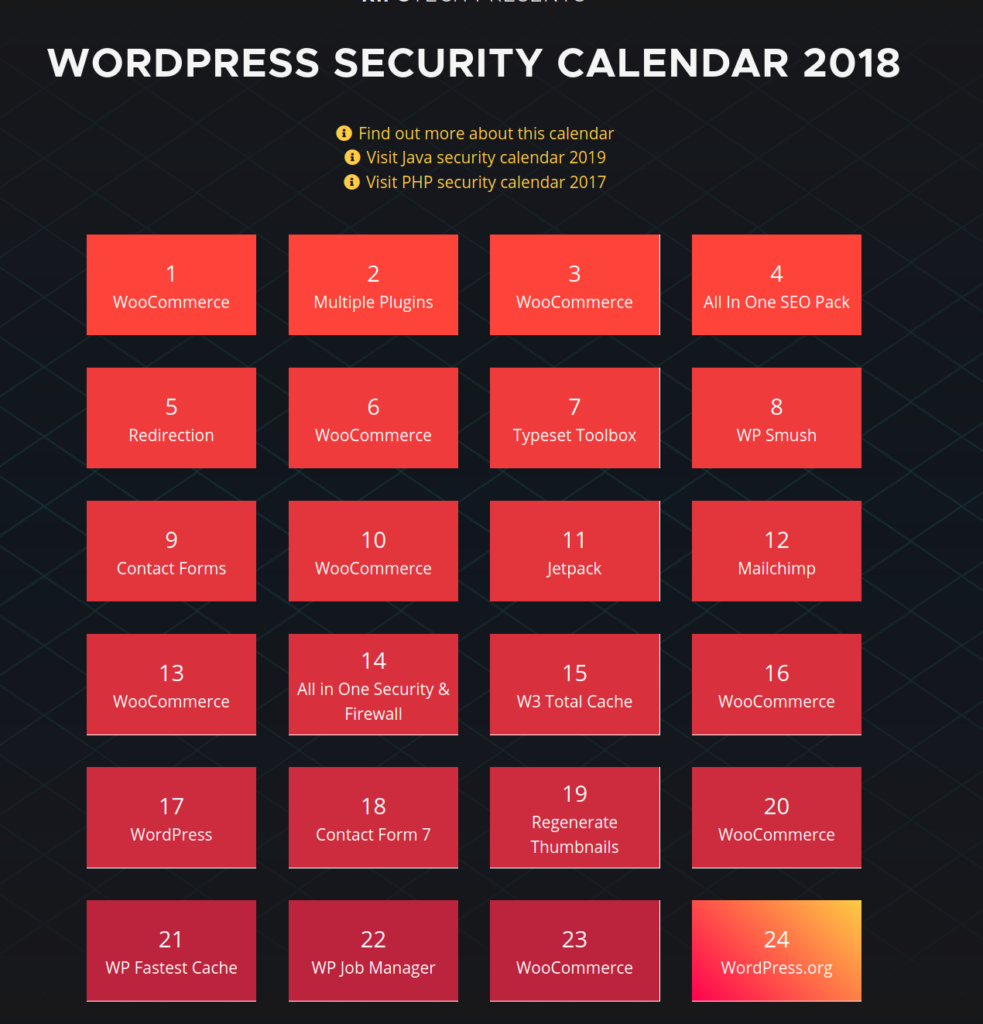 WORDPRESS SECURITY CALENDAR 2018
Find out more about this calendar
Visit Java security calendar 2019
Visit PHP security calendar 2017
1
WooCommerce
2
Multiple Plugins
3
WooCommerce
4
All In One SEO Pack
5
Redirection
6
WooCommerce
7
Typeset Toolbox
8
WP Smush
9
Contact Forms
10
WooCommerce
11
Jetpack
12
Mailchimp
13
WooCommerce
14
All in One Security &
Firewall
15
W3 Total Cache
16
WooCommerce
17
WordPress
18
Contact Form 7
19
Regenerate
Thumbnails
20
WooCommerce
21
WP Fastest Cache
22
WP Job Manager
23
WooCommerce
24
WordPress.org